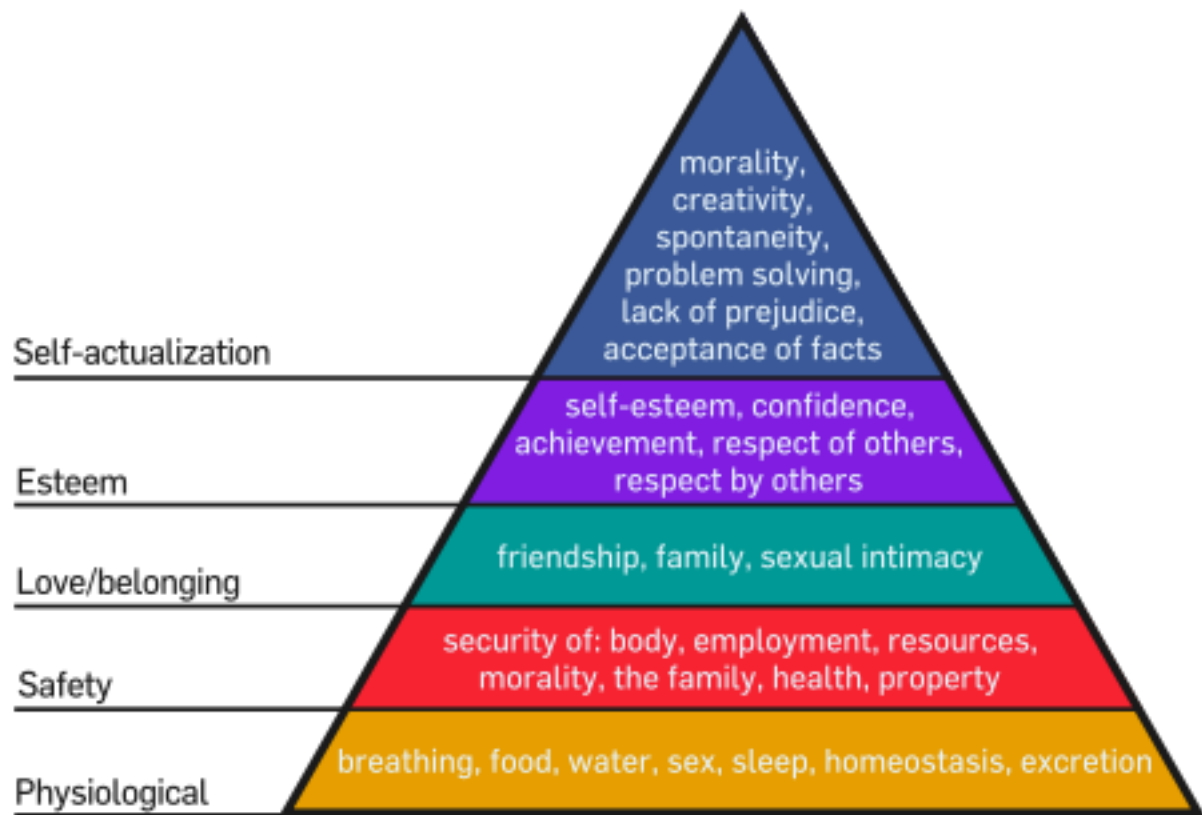 morality,
creativity,
spontaneity,
problem solving,
lack of prejudice,
acceptance of facts
Self-actualization
self-esteem, confidence,
achievement, respect of others,
respect by others
Esteem
friendship, family, sexual intimacy
Love/belonging
security of: body, employment, resources,
morality, the family, health, property
Safety
breathing, food, water, sex, sleep, homeostasis, excretion
Physiological